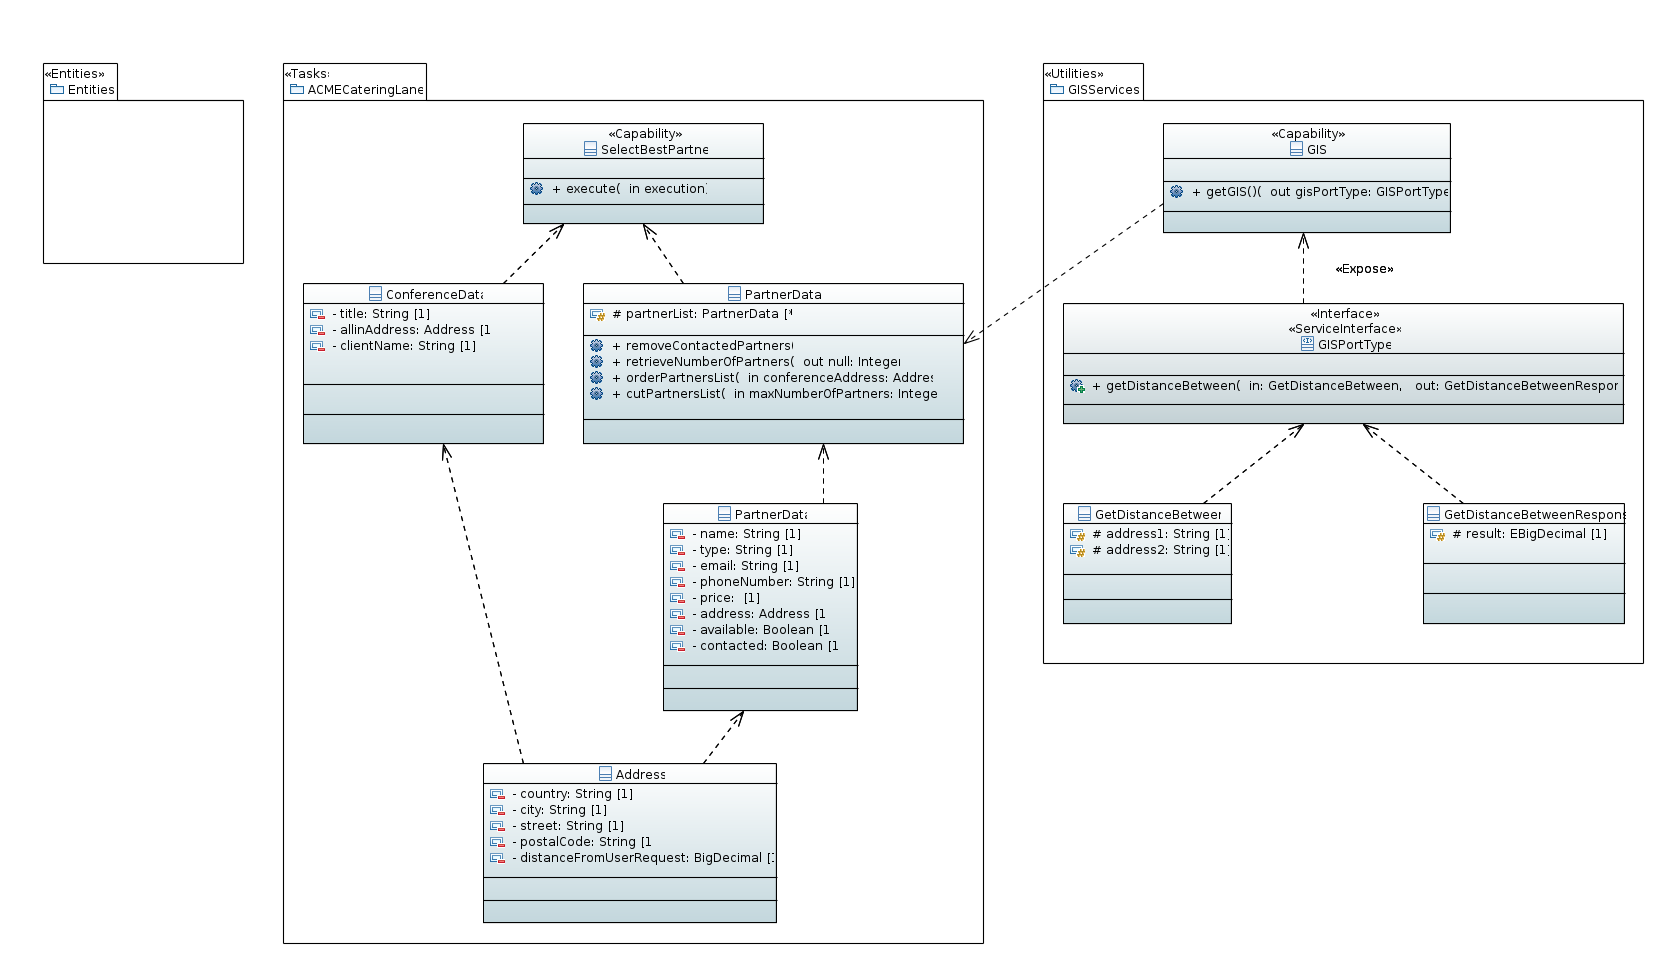 «Entities»
Entities
«Tasks:
ACMECateringLane
«Capability»
SelectBestPartne
+ execute( in execution)
ConferenceData
- title: String [1]
- allinAddress: Address [1
- clientName: String [1]
PartnerData
# partnerList: PartnerData [*
+ removeContactedPartners(
+ retrieveNumberOfPartners( out null: Integer
+ orderPartnersList( in conferenceAddress: Addres
+ cutPartnersList( in maxNumberOfPartners: Intege
PartnerData
- name: String [1]
- type: String [1]
- email: String [1]
- phoneNumber: String [1]
- price: [1]
- address: Address [1
- available: Boolean [1
- contacted: Boolean [1
Address
- country: String [1]
- city: String [1]
- street: String [1]
- postalCode: String [1
- distanceFromUserRequest: BigDecimal [1
«Utilities»
GISServices
«Capability»
GIS
+ getGIS()( out gisPortType: GISPortType
«Expose»
«Interface»
«ServiceInterface»
GISPortType
+ getDistanceBetween( in: GetDistanceBetween, out: GetDistanceBetweenRespor
GetDistanceBetween
# address1: String [1]
# address2: String [1]
GetDistanceBetweenRespons
# result: EBigDecimal [1]